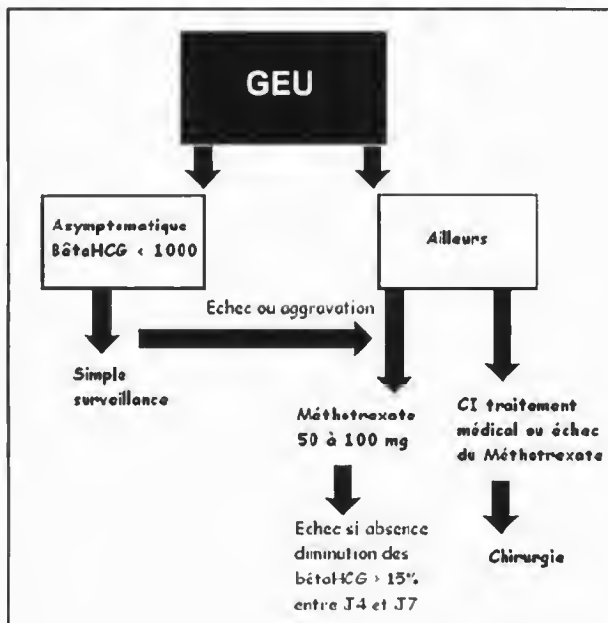 GEU
Asymptomatique
BêtaHCG < 1000
Ailleurs
Echec ou aggravation
Simple
surveillance
Méthotrexate
50 à 100 mg
CI traitement
médical ou échec
du Méthotrexate
Echec si absence
diminution des
bêtaHCG > 15%
entre J4 et J7
Chirurgie